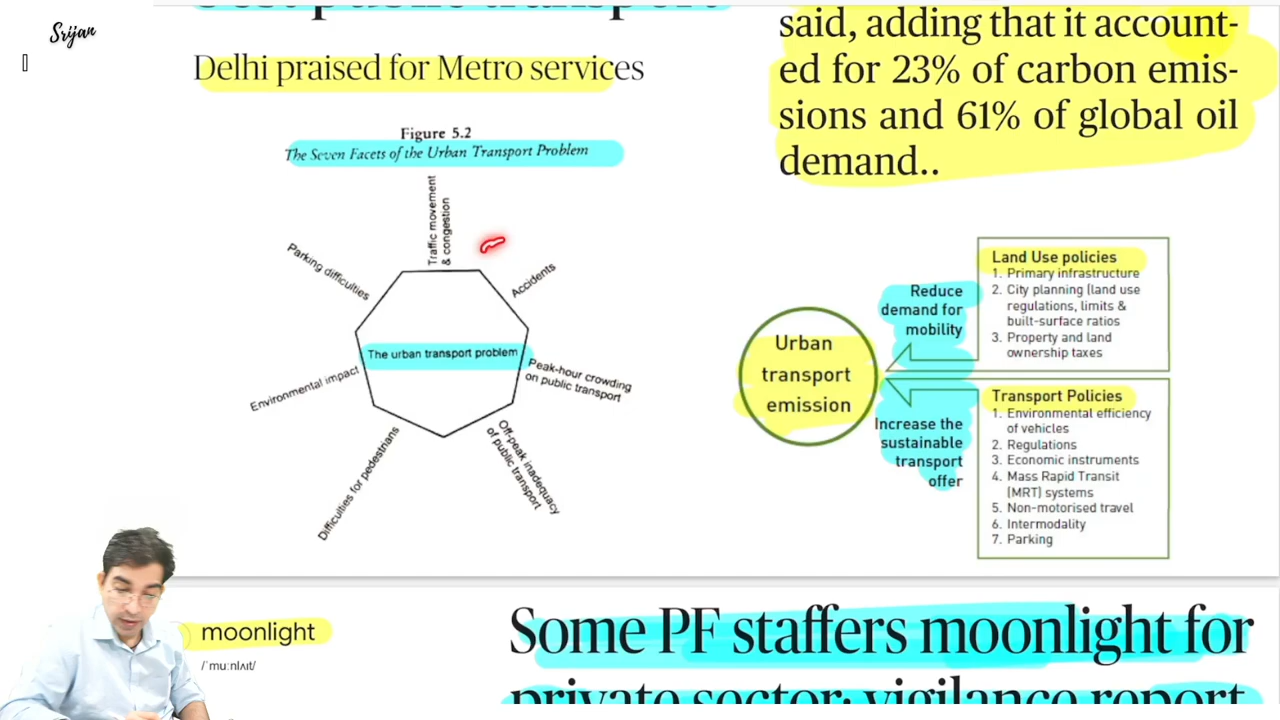 Srijan
Delhi praised for Metro services
said, adding that it account-
ed for 23% of carbon emis-
sions and 61% of global oil
demand..
Figure 5.2
The Seven Facets of the Urban Transport Problem
Traffic movement
& congestion
Parking difficulties
Accidents
The urban transport problem
Peak-hour crowding
on public transport
Environmental impact
Off-peak inadequacy
of public transport
Difficulties for pedestrians
Urban
transport
emission
Reduce
demand for
mobility
Increase the
sustainable
transport
offer
Land Use policies
1. Primary infrastructure
2. City planning (land use
regulations, limits &
built-surface ratios
3. Property and land
ownership taxes
Transport Policies
1. Environmental efficiency
of vehicles
2. Regulations
3. Economic instruments
4. Mass Rapid Transit
(MRT) systems
5. Non-motorised travel
6. Intermodality
7. Parking
moonlight
/ˈmuːnlʌɪt/
Some PF staffers moonlight for
private sector: vigilance report